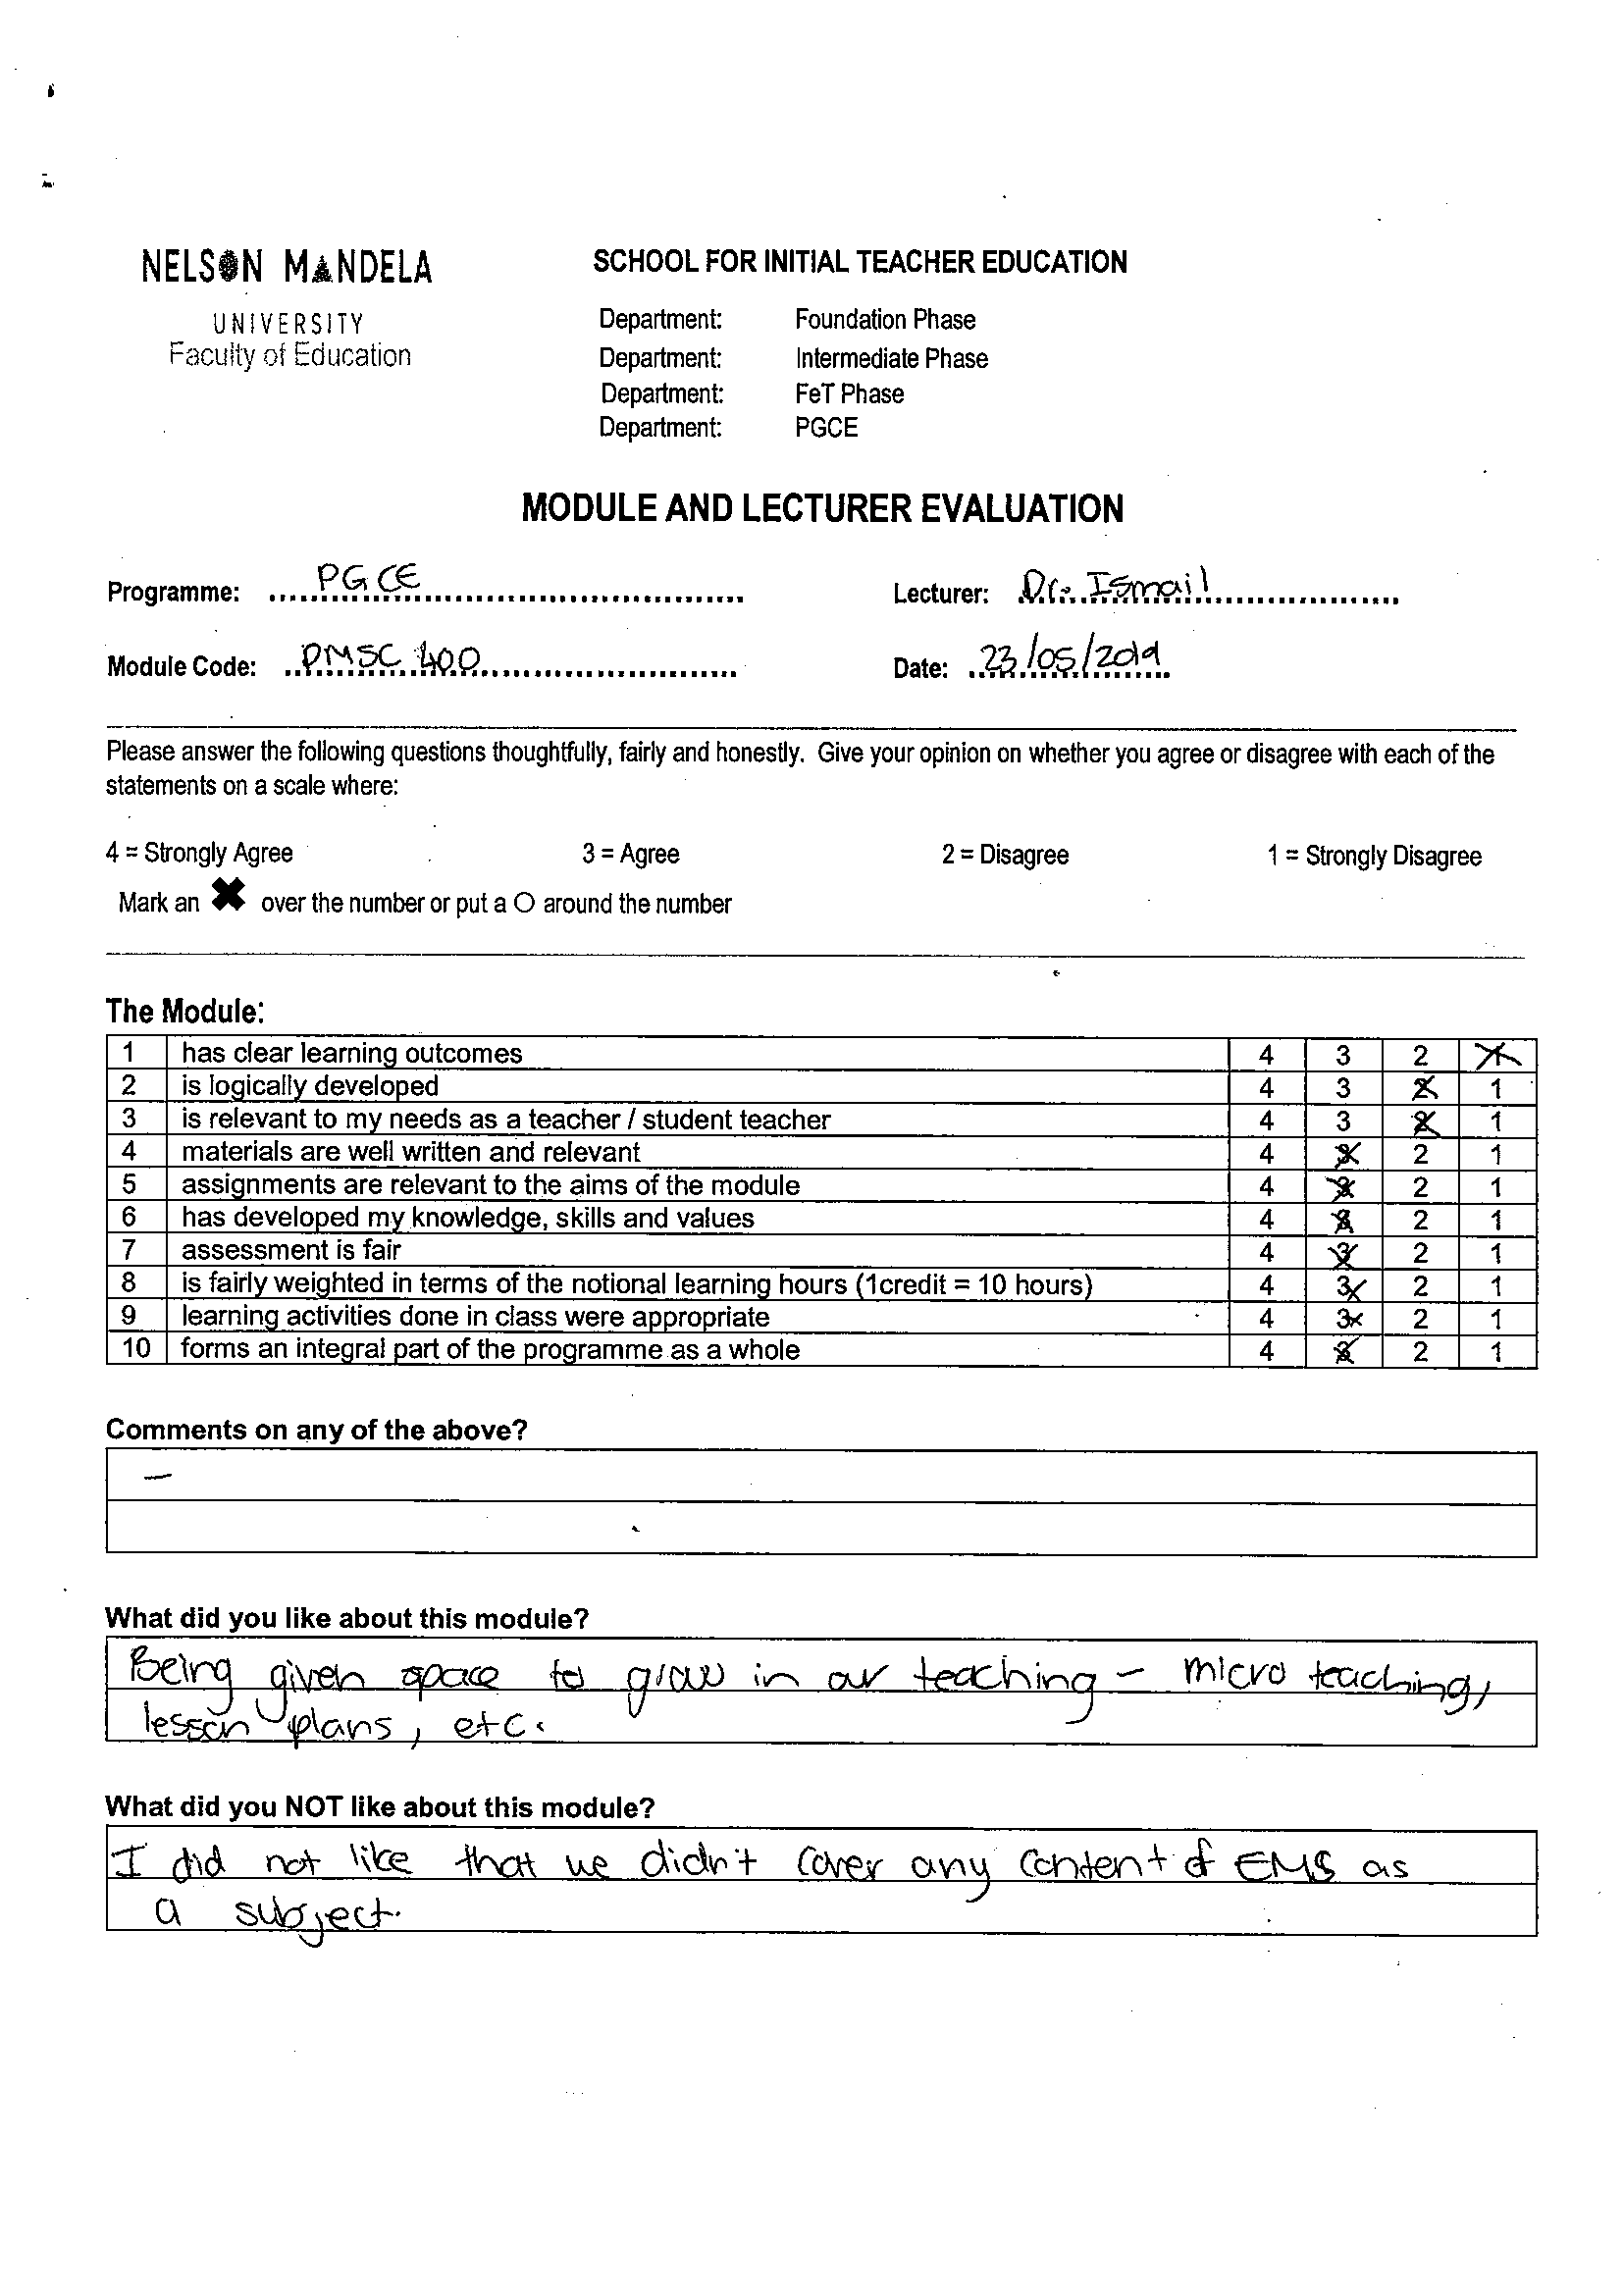 NELSON MANDELA
UNIVERSITY
Faculty of Education
SCHOOL FOR INITIAL TEACHER EDUCATION
Department: Foundation Phase
Department: Intermediate Phase
Department: FeT Phase
Department: PGCE
MODULE AND LECTURER EVALUATION
Programme: PGCE Lecturer: Dr. Ismail
Module Code: PMSC 400 Date: 23/05/2019
Please answer the following questions thoughtfully, fairly and honestly. Give your opinion on whether you agree or disagree with each of the
statements on a scale where:
4 = Strongly Agree 3 = Agree 2 = Disagree 1 = Strongly Disagree
Mark an ✖ over the number or put a O around the number
The Module:
1 has clear learning outcomes 4 3 2 1
2 is logically developed 4 3 2 1
3 is relevant to my needs as a teacher / student teacher 4 3 2 1
4 materials are well written and relevant 4 3 2 1
5 assignments are relevant to the aims of the module 4 3 2 1
6 has developed my knowledge, skills and values 4 3 2 1
7 assessment is fair 4 3 2 1
8 is fairly weighted in terms of the notional learning hours (1credit = 10 hours) 4 3 2 1
9 learning activities done in class were appropriate 4 3 2 1
10 forms an integral part of the programme as a whole 4 3 2 1
Comments on any of the above?
–
What did you like about this module?
Being given space to grow in our teaching – micro teaching,
lesson plans, etc.
What did you NOT like about this module?
I did not like that we didn't cover any content of EMS as
a subject.